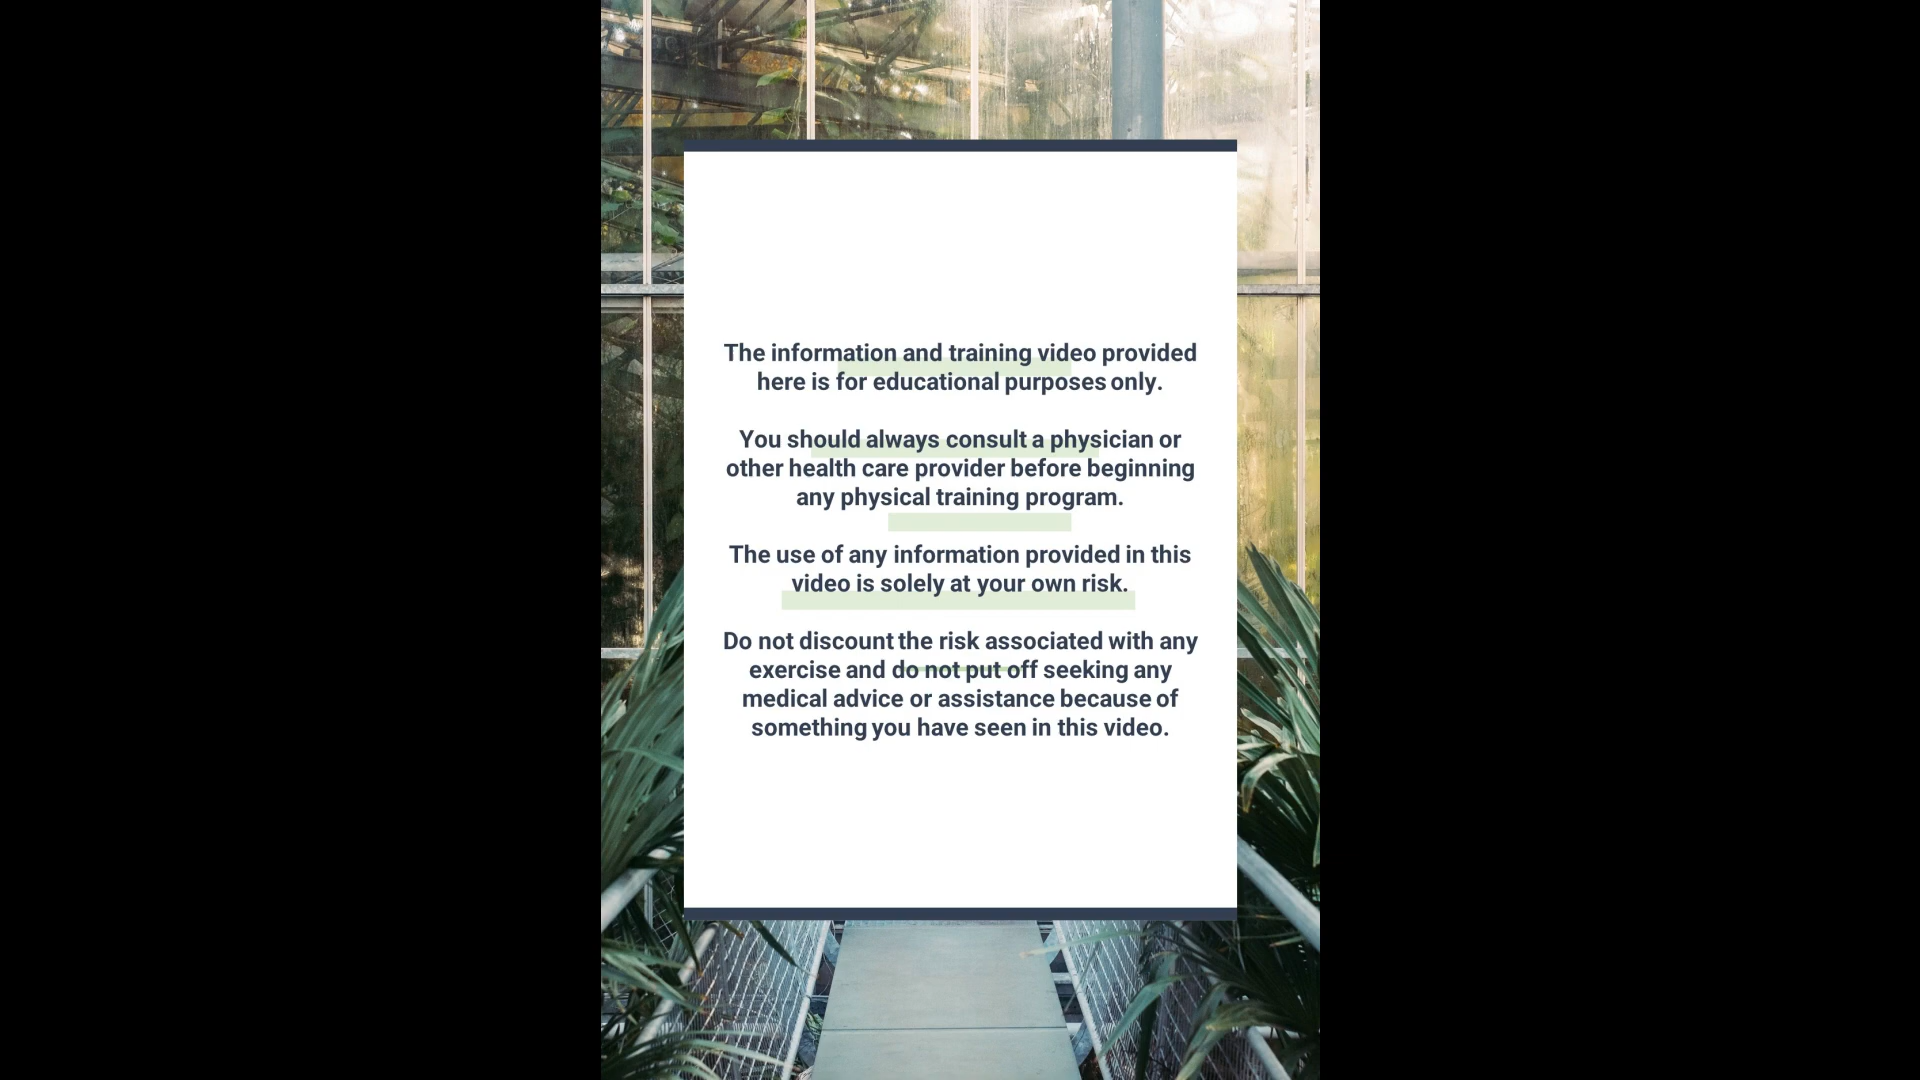 The information and training video provided
here is for educational purposes only.
You should always consult a physician or
other health care provider before beginning
any physical training program.
The use of any information provided in this
video is solely at your own risk.
Do not discount the risk associated with any
exercise and do not put off seeking any
medical advice or assistance because of
something you have seen in this video.